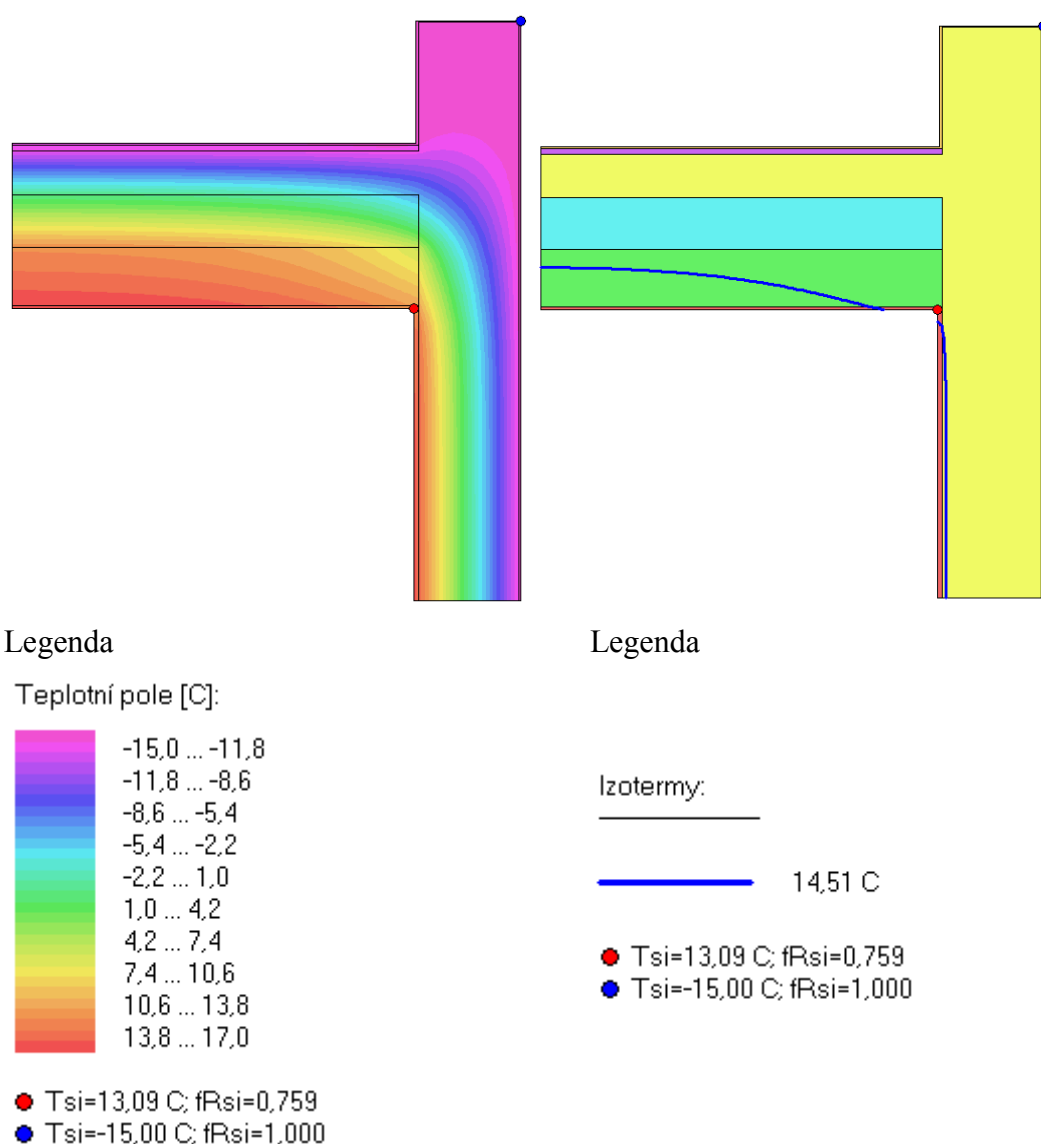 Legenda
Teplotní pole [C]:
-15,0 ... -11,8
-11,8 ... -8,6
-8,6 ... -5,4
-5,4 ... -2,2
-2,2 ... 1,0
1,0 ... 4,2
4,2 ... 7,4
7,4 ... 10,6
10,6 ... 13,8
13,8 ... 17,0
Tsi=13,09 C; fRsi=0,759
Tsi=-15,00 C; fRsi=1,000
Legenda
Izotermy:
14,51 C
Tsi=13,09 C; fRsi=0,759
Tsi=-15,00 C; fRsi=1,000